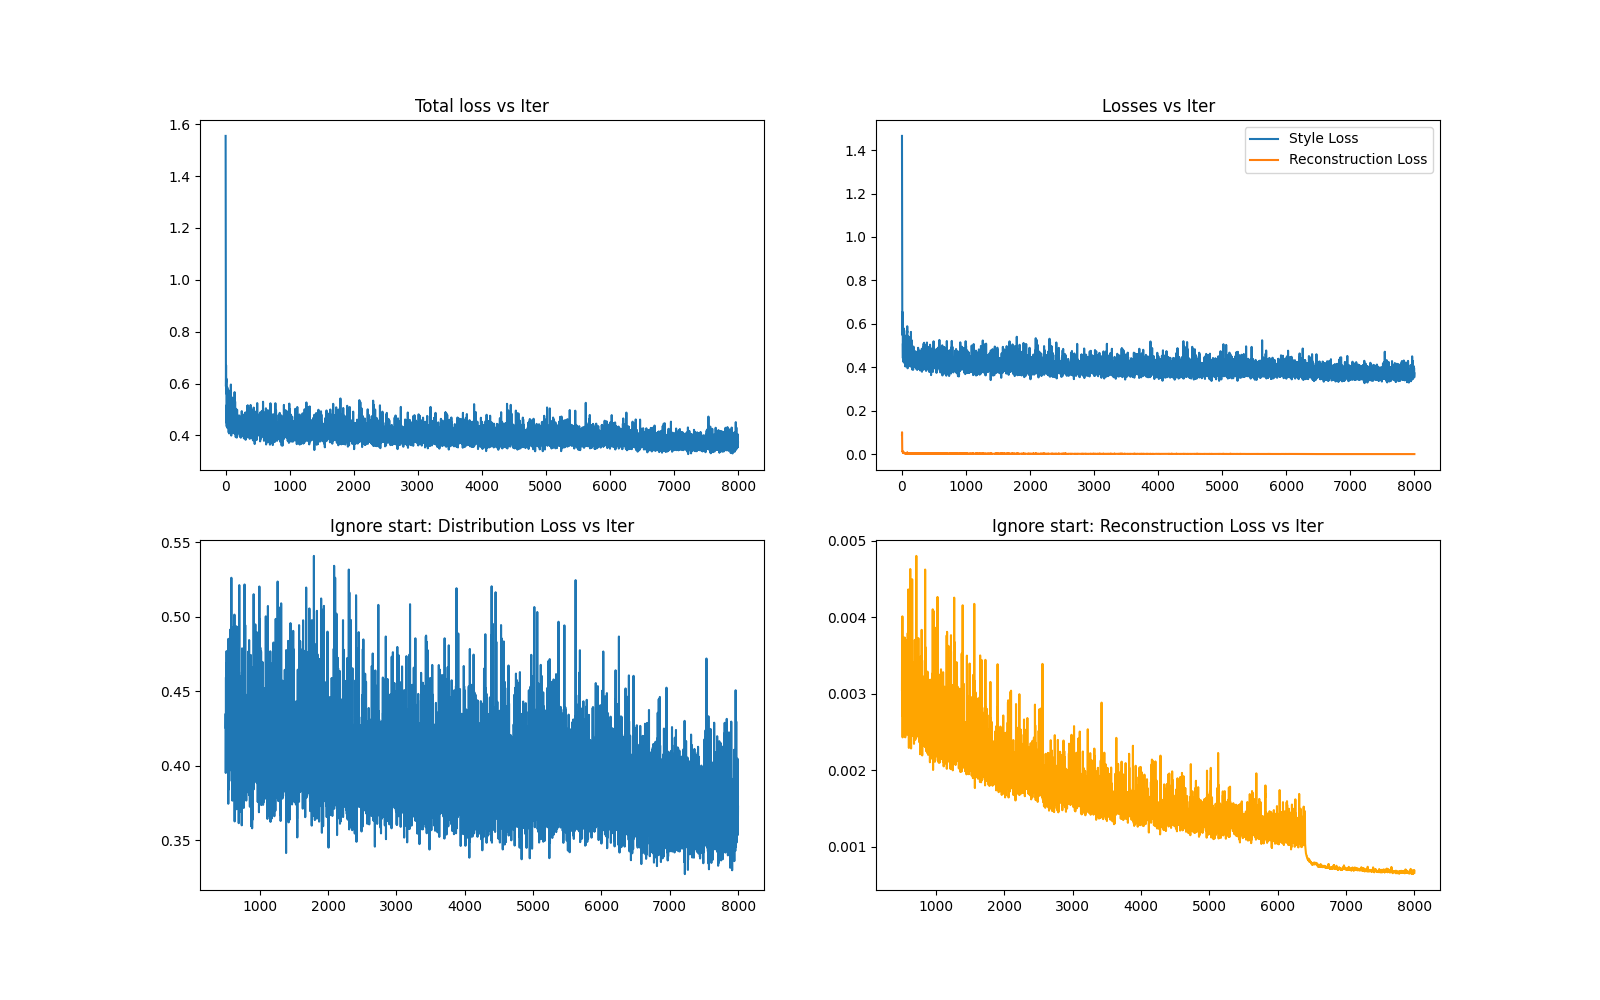 Total loss vs Iter
1.6
1.4
1.2
1.0
0.8
0.6
0.4
0 1000 2000 3000 4000 5000 6000 7000 8000
Losses vs Iter
Style Loss
Reconstruction Loss
1.4
1.2
1.0
0.8
0.6
0.4
0.2
0.0
0 1000 2000 3000 4000 5000 6000 7000 8000
Ignore start: Distribution Loss vs Iter
0.55
0.50
0.45
0.40
0.35
1000 2000 3000 4000 5000 6000 7000 8000
Ignore start: Reconstruction Loss vs Iter
0.005
0.004
0.003
0.002
0.001
1000 2000 3000 4000 5000 6000 7000 8000